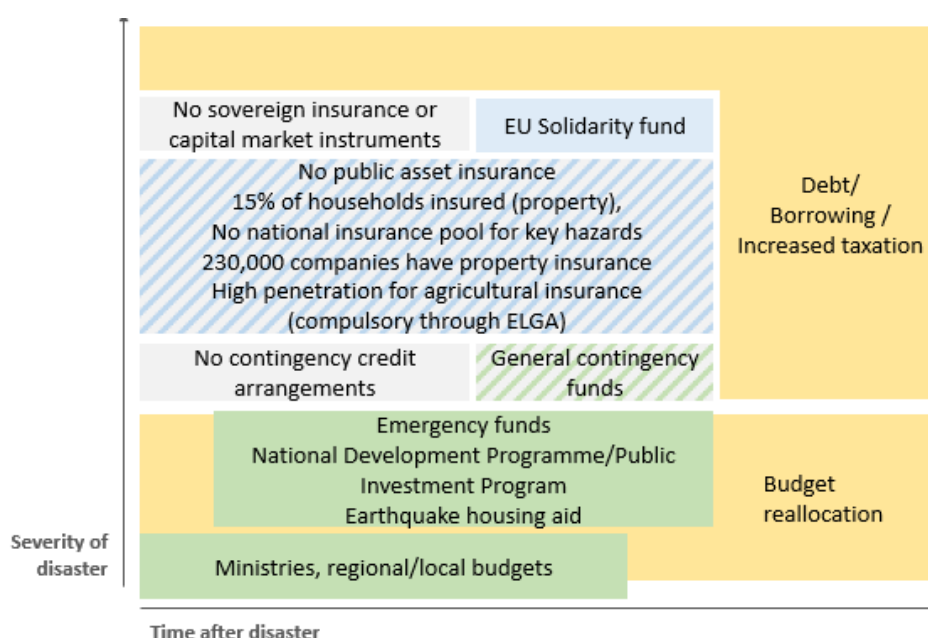 No sovereign insurance or
capital market instruments
EU Solidarity fund
No public asset insurance
15% of households insured (property),
No national insurance pool for key hazards
230,000 companies have property insurance
High penetration for agricultural insurance
(compulsory through ELGA)
Debt/
Borrowing /
Increased taxation
No contingency credit
arrangements
General contingency
funds
Emergency funds
National Development Programme/Public
Investment Program
Earthquake housing aid
Budget
reallocation
Severity of
disaster
Ministries, regional/local budgets
Time after disaster